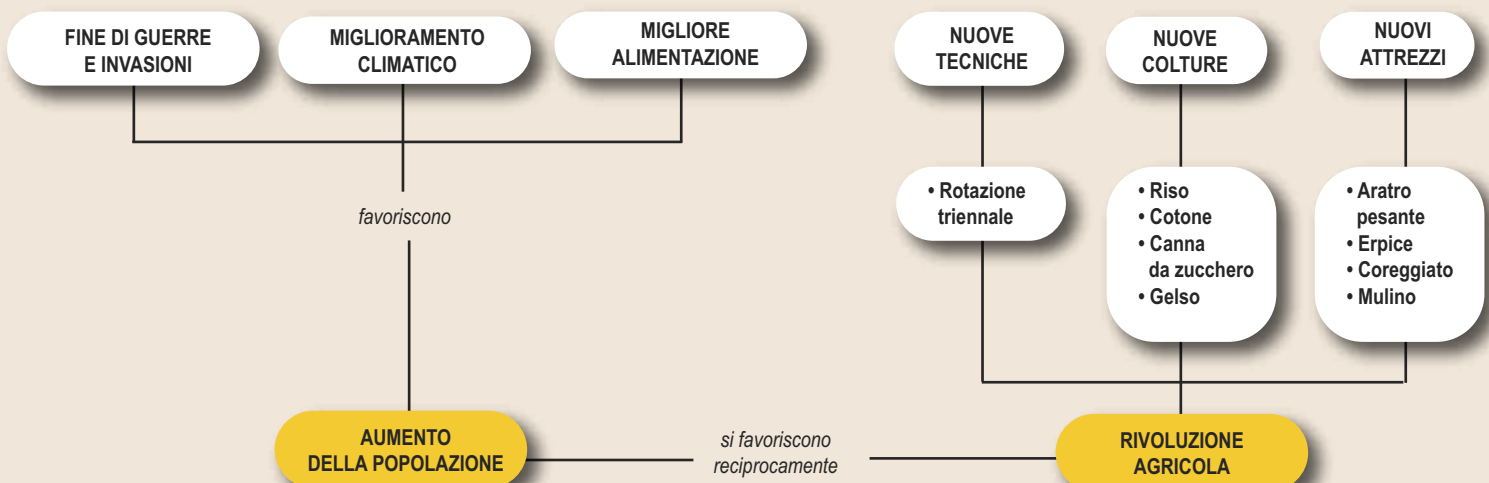 FINE DI GUERRE
E INVASIONI
MIGLIORAMENTO
CLIMATICO
MIGLIORE
ALIMENTAZIONE
favoriscono
NUOVE
TECNICHE
NUOVE
COLTURE
NUOVI
ATTREZZI
• Rotazione
triennale
• Riso
• Cotone
• Canna
da zucchero
• Gelso
• Aratro
pesante
• Erpice
• Coreggiato
• Mulino
AUMENTO
DELLA POPOLAZIONE
si favoriscono
reciprocamente
RIVOLUZIONE
AGRICOLA